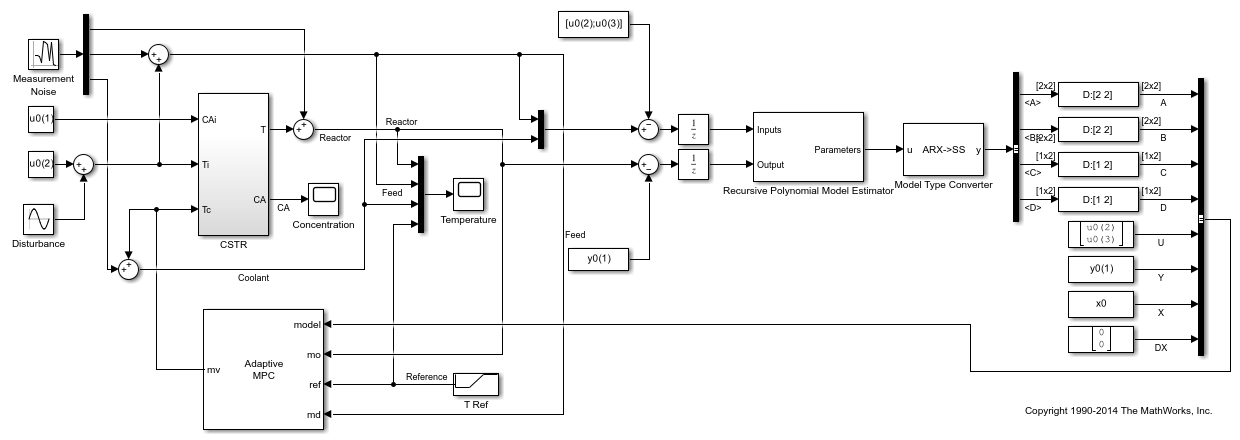 [u0(2);u0(3)]
Measurement
Noise
u0(1)
u0(2)
Disturbance
CAi
Ti
Tc
T
CA
CSTR
CA
Concentration
Reactor
Reactor
Feed
Temperature
Coolant
Feed
y0(1)
1
z
1
z
Inputs
Output
Parameters
Recursive Polynomial Model Estimator
u ARX->SS y
Model Type Converter
[2x2]
<A>
D:[2 2]
[2x2]
A
[2x2]
D:[2 2]
[2x2]
B
[1x2]
<C>
D:[1 2]
[1x2]
C
[1x2]
<D>
D:[1 2]
[1x2]
D
u0(2)
u0(3)
U
y0(1)
Y
x0
X
0
0
DX
model
mo
ref
md
mv
Adaptive
MPC
Reference
T Ref
Copyright 1990-2014 The MathWorks, Inc.